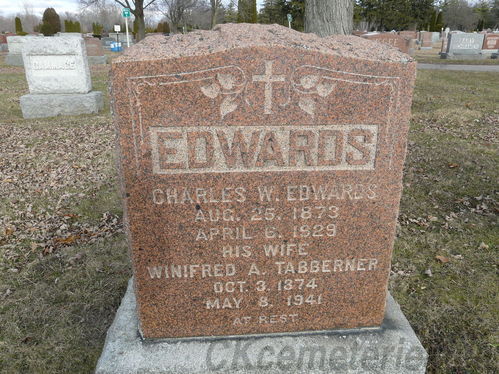 EDWARDS
CHARLES W. EDWARDS
AUG. 25. 1873
APRIL 6. 1929
HIS WIFE
WINIFRED A. TABBERNER
OCT. 3. 1874
MAY 8. 1941
AT REST
CKcemeterie